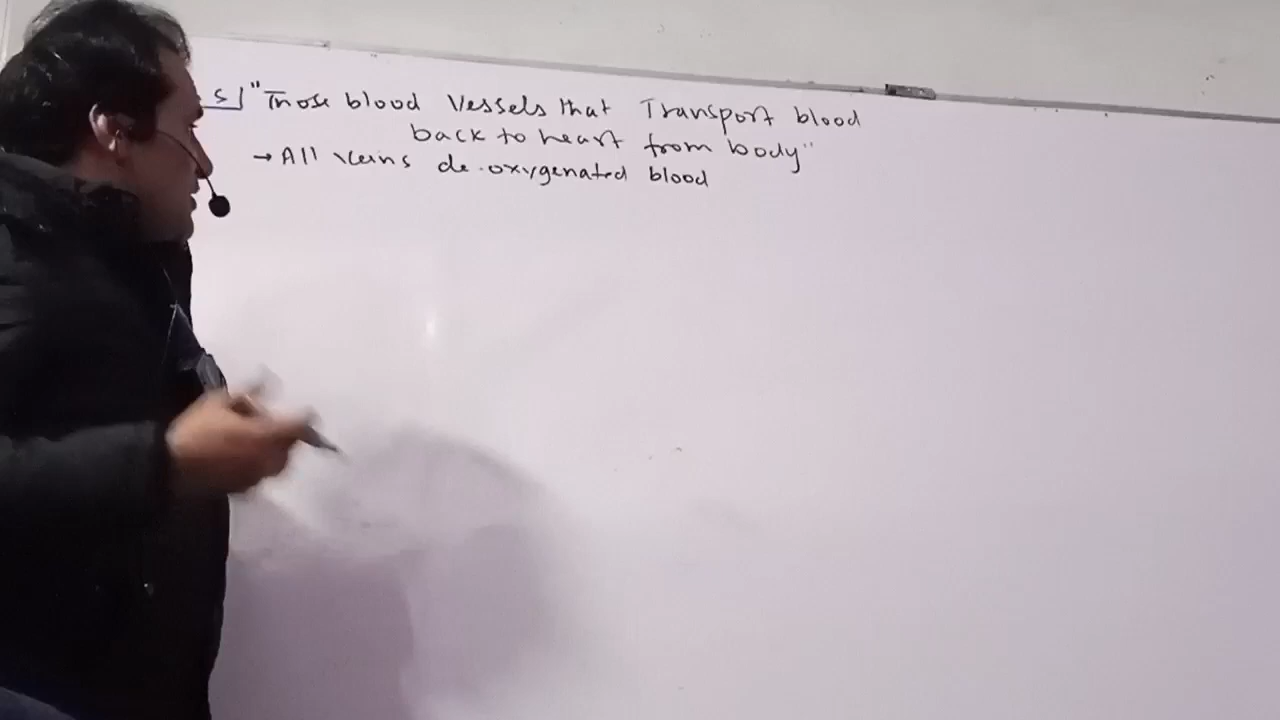 s "Those blood Vessels that Transport blood
back to heart from body"
→ All veins de-oxygenated blood